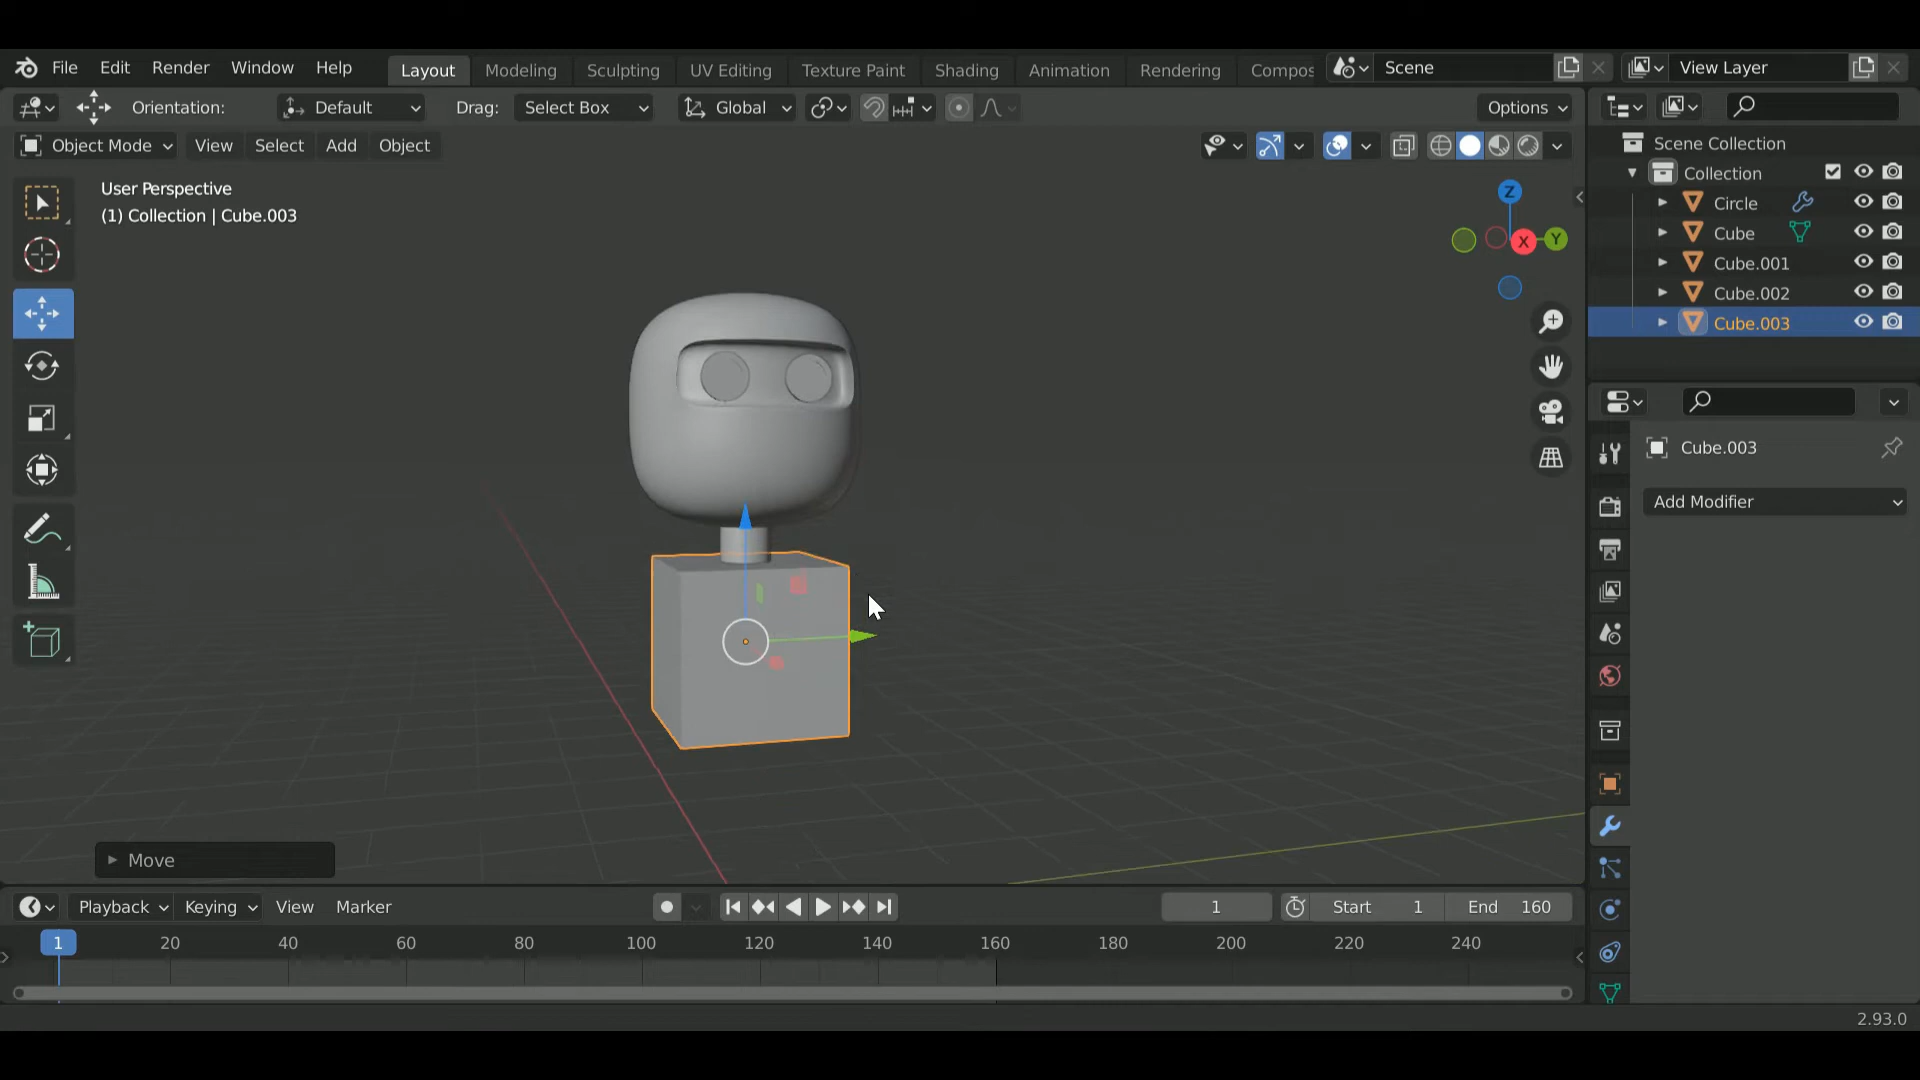 File Edit Render Window Help Layout Modeling Sculpting UV Editing Texture Paint Shading Animation Rendering Compos Scene View Layer
Orientation: Default Drag: Select Box Global Options
Object Mode View Select Add Object
User Perspective
(1) Collection | Cube.003
Z
X
Y
Scene Collection
Collection
Circle
Cube
Cube.001
Cube.002
Cube.003
Cube.003
Add Modifier
Move
Playback Keying View Marker 1 Start 1 End 160
1 20 40 60 80 100 120 140 160 180 200 220 240
2.93.0